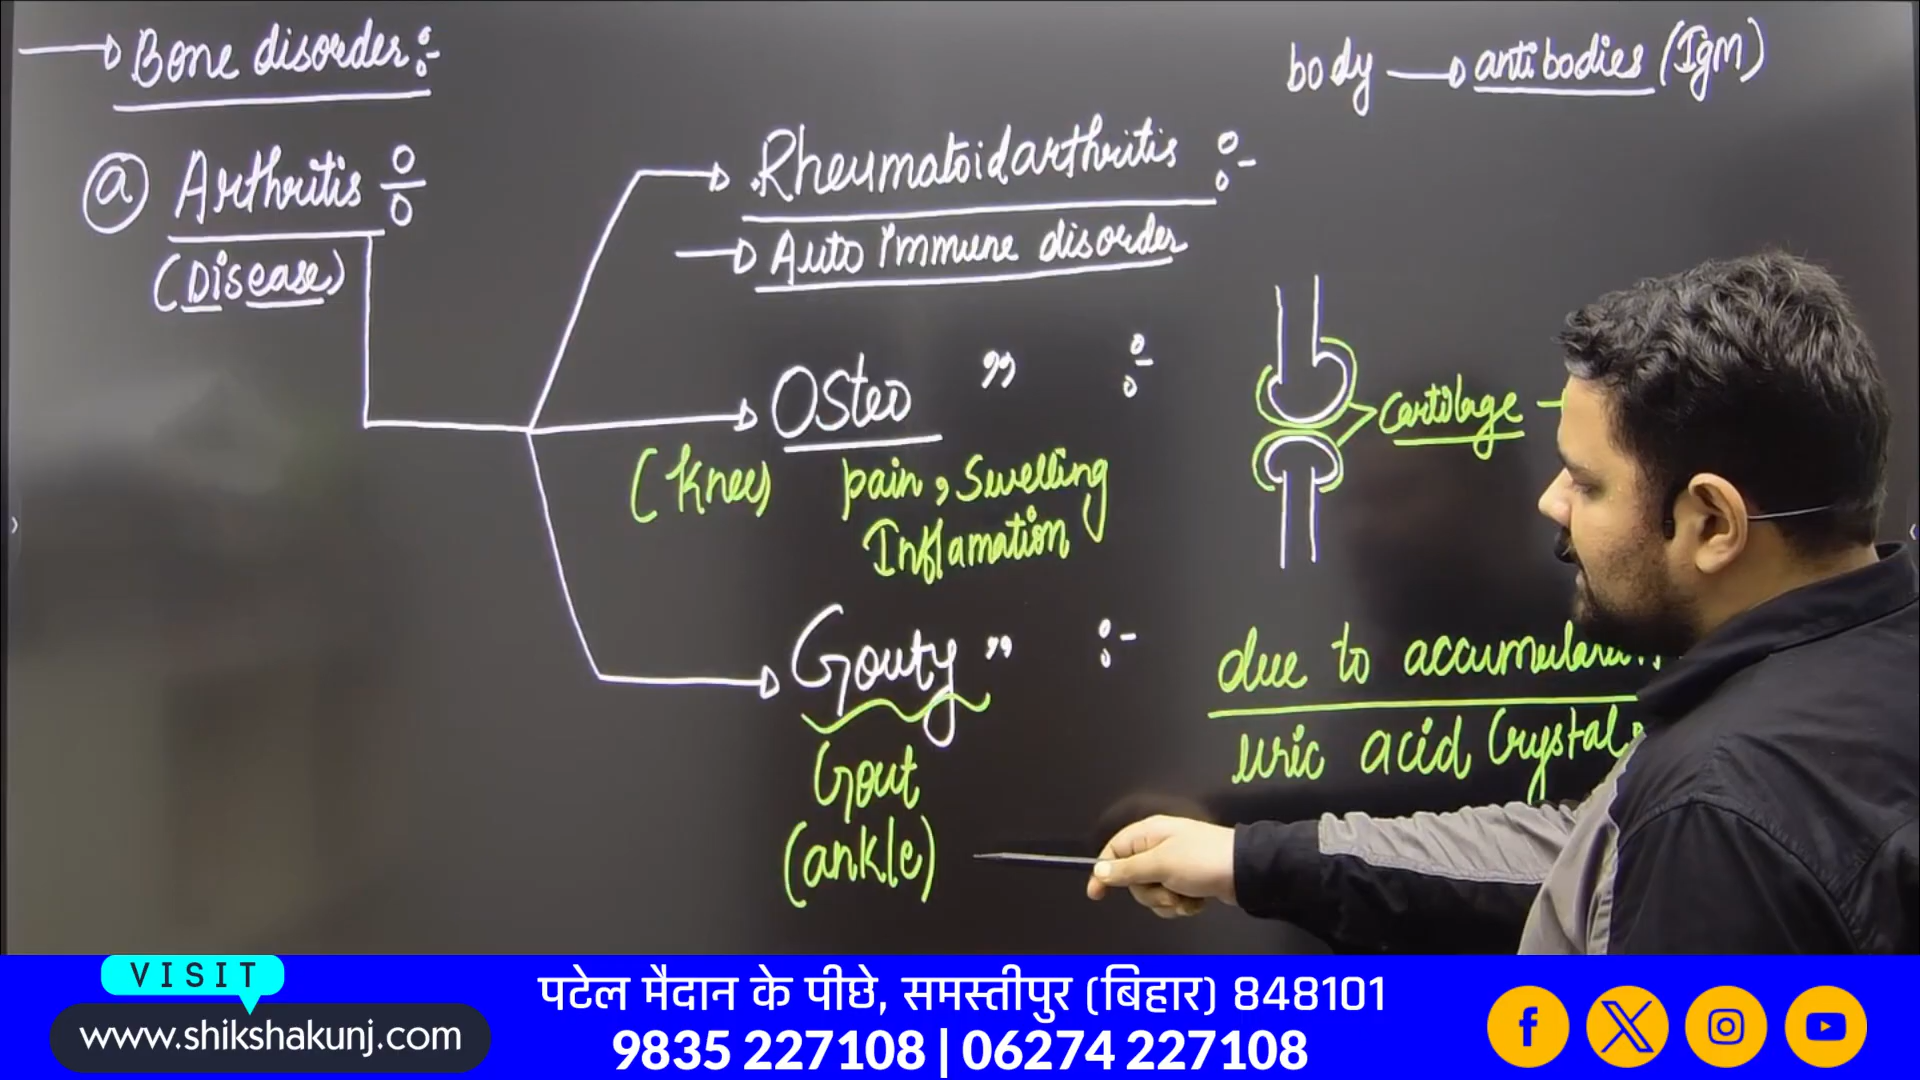 Bone disorder :-
body → antibodies (IgM)
(a) Arthritis :-
(Disease)
Rheumatoidarthritis :-
→ Auto immune disorder
Osteo " :-
Cartilage
(Knee)
pain, Swelling
Inflamation
Gouty " :-
due to
uric acid Crystals
Gout
(ankle)
VISIT
www.shikshakunj.com
पटेल मैदान के पीछे, समस्तीपुर (बिहार) 848101
9835 227108 | 06274 227108